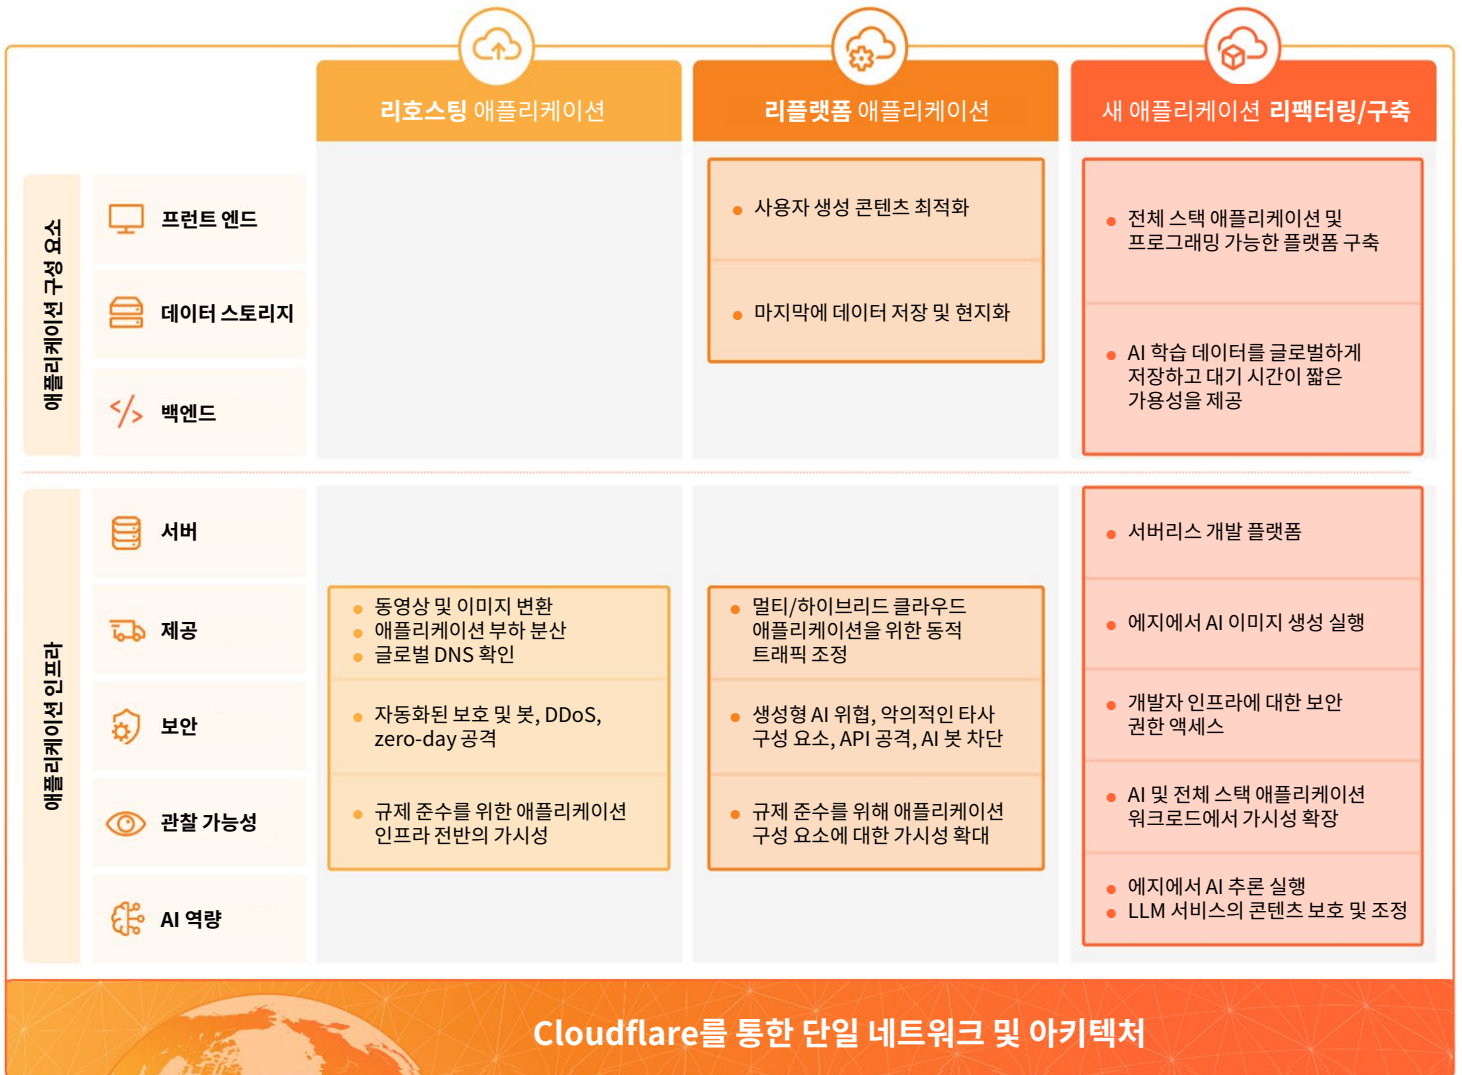 리호스팅 애플리케이션
리플랫폼 애플리케이션
새 애플리케이션 리팩터링/구축
애플리케이션 구성 요소
프런트 엔드
사용자 생성 콘텐츠 최적화
전체 스택 애플리케이션 및
프로그래밍 가능한 플랫폼 구축
데이터 스토리지
마지막에 데이터 저장 및 현지화
AI 학습 데이터를 글로벌하게
저장하고 대기 시간이 짧은
가용성을 제공
백엔드
애플리케이션 인프라
서버
서버리스 개발 플랫폼
제공
동영상 및 이미지 변환
애플리케이션 부하 분산
글로벌 DNS 확인
멀티/하이브리드 클라우드
애플리케이션을 위한 동적
트래픽 조정
에지에서 AI 이미지 생성 실행
보안
자동화된 보호 및 봇, DDoS,
zero-day 공격
생성형 AI 위협, 악의적인 타사
구성 요소, API 공격, AI 봇 차단
개발자 인프라에 대한 보안
권한 액세스
관찰 가능성
규제 준수를 위한 애플리케이션
인프라 전반의 가시성
규제 준수를 위해 애플리케이션
구성 요소에 대한 가시성 확대
AI 및 전체 스택 애플리케이션
워크로드에서 가시성 확장
AI 역량
에지에서 AI 추론 실행
LLM 서비스의 콘텐츠 보호 및 조정
Cloudflare를 통한 단일 네트워크 및 아키텍처